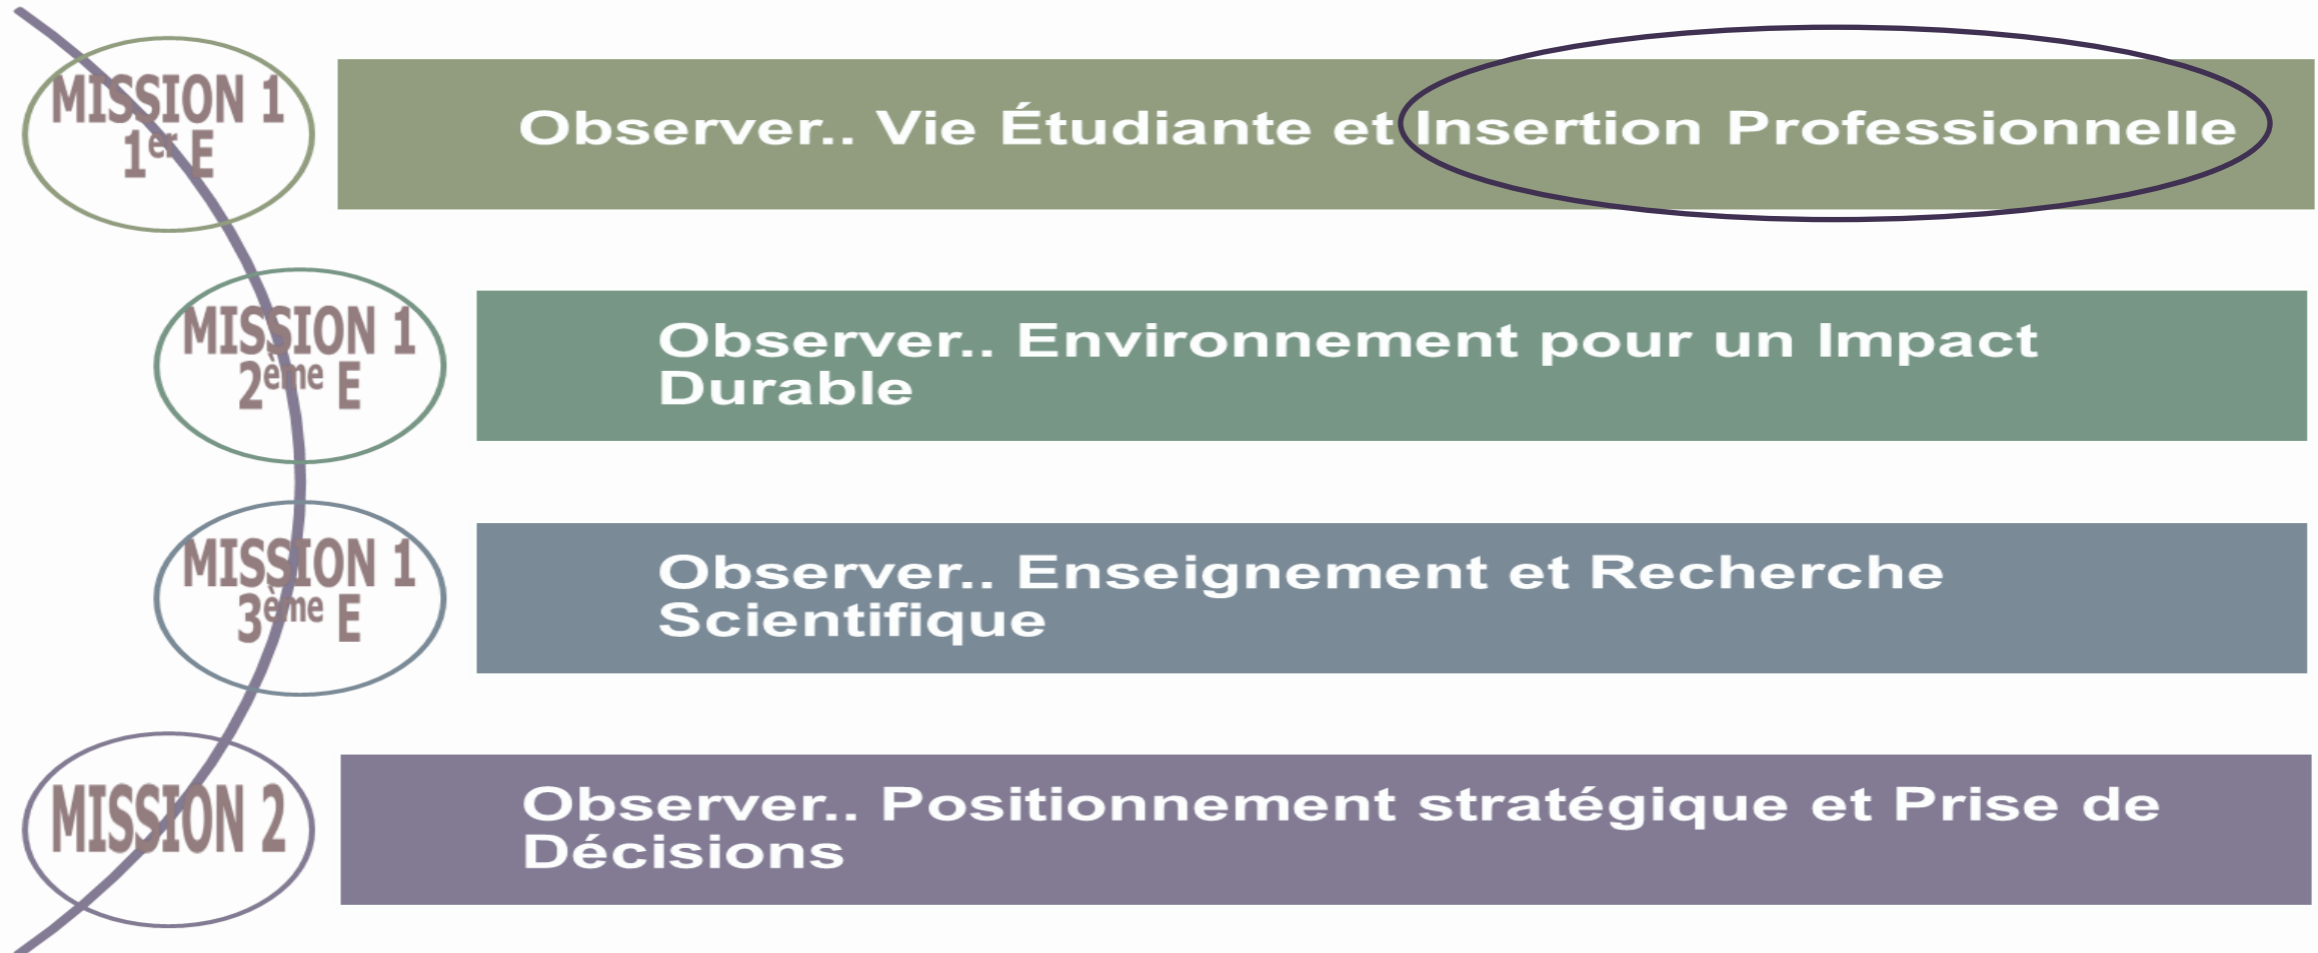 MISSION 1
1er E
Observer.. Vie Étudiante et Insertion Professionnelle
MISSION 1
2ème E
Observer.. Environnement pour un Impact
Durable
MISSION 1
3ème E
Observer.. Enseignement et Recherche
Scientifique
MISSION 2
Observer.. Positionnement stratégique et Prise de
Décisions